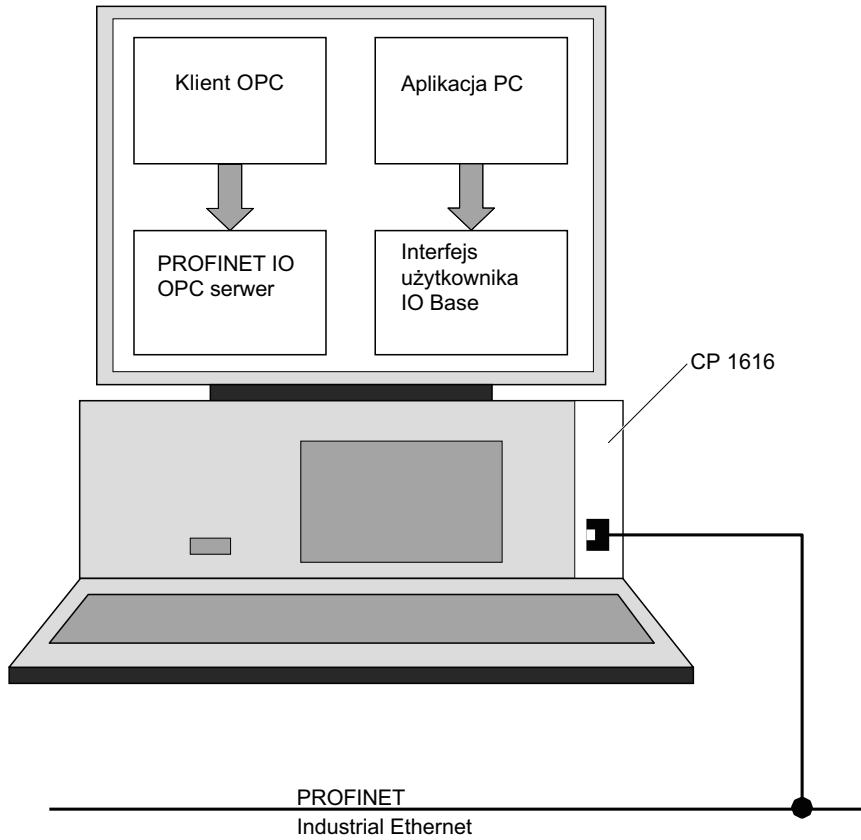 Klient OPC
Aplikacja PC
PROFINET IO
OPC serwer
Interfejs
użytkownika
IO Base
CP 1616
PROFINET
Industrial Ethernet